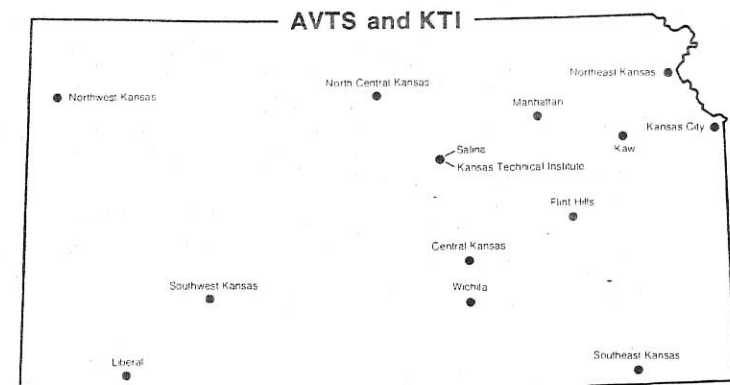 AVTS and KTI
Northeast Kansas
North Central Kansas
Northwest Kansas
Manhattan
Kansas City
Kaw
Salina
Kansas Technical Institute
Flint Hills
Central Kansas
Southwest Kansas
Wichita
Southeast Kansas
Liberal